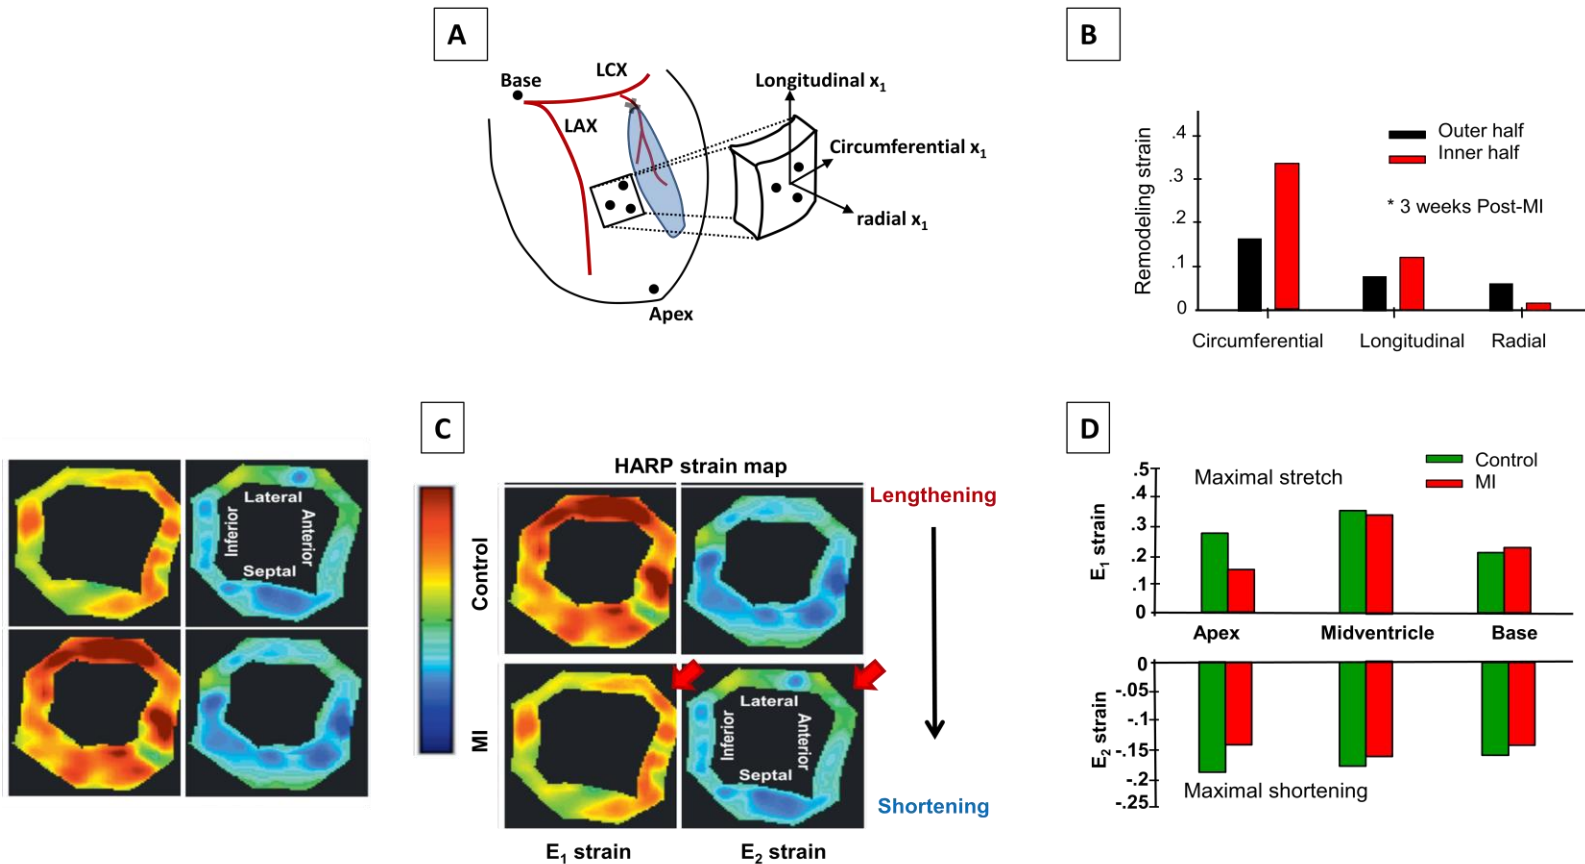 A
Base
LCX
LAX
Longitudinal x1
Circumferential x1
radial x1
Apex
B
Remodeling strain
.4
.3
.2
.1
0
Outer half
Inner half
* 3 weeks Post-MI
Circumferential
Longitudinal
Radial
Lateral
Inferior
Anterior
Septal
C
HARP strain map
Control
MI
Lengthening
Lateral
Inferior
Anterior
Septal
Shortening
E1 strain
E2 strain
D
Control
MI
Maximal stretch
E1 strain
.5
.4
.3
.2
.1
0
Apex
Midventricle
Base
E2 strain
0
-.05
-.1
-.15
-.2
-.25
Maximal shortening